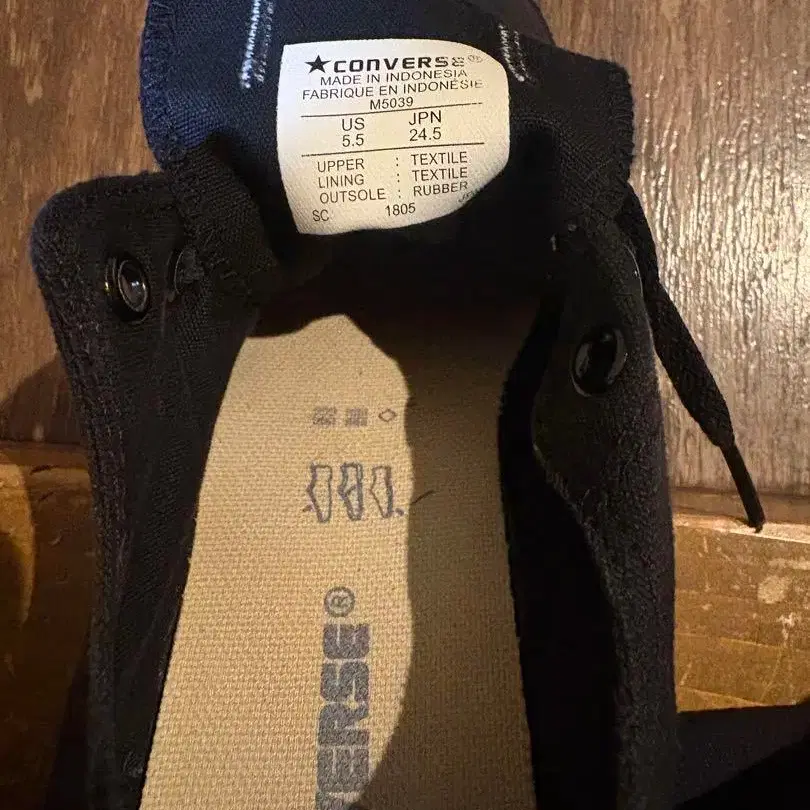 ★CONVERSE®
MADE IN INDONESIA
FABRIQUE EN INDONÉSIE
M5039
US JPN
5.5 24.5
UPPER : TEXTILE
LINING : TEXTILE
OUTSOLE : RUBBER
SC 1805
ERSE®